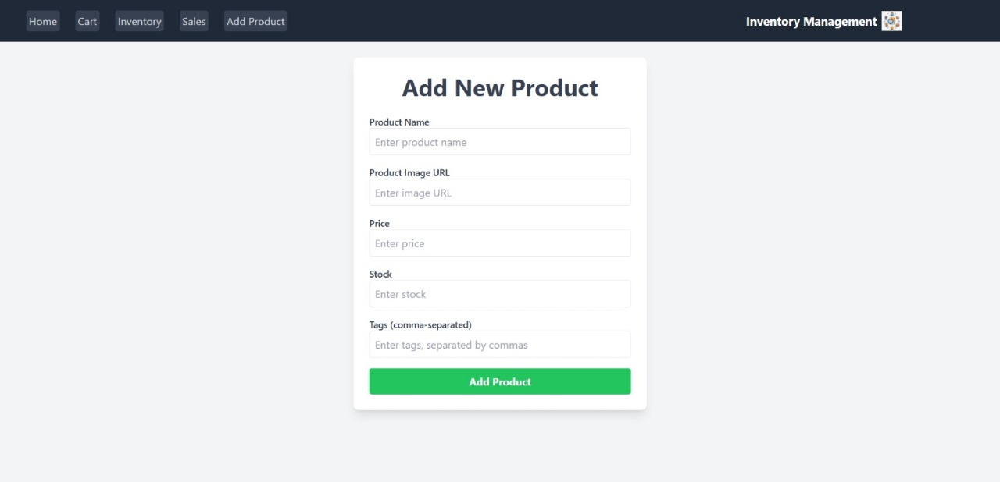 Home Cart Inventory Sales Add Product Inventory Management
Add New Product
Product Name
Enter product name
Product Image URL
Enter image URL
Price
Enter price
Stock
Enter stock
Tags (comma-separated)
Enter tags, separated by commas
Add Product